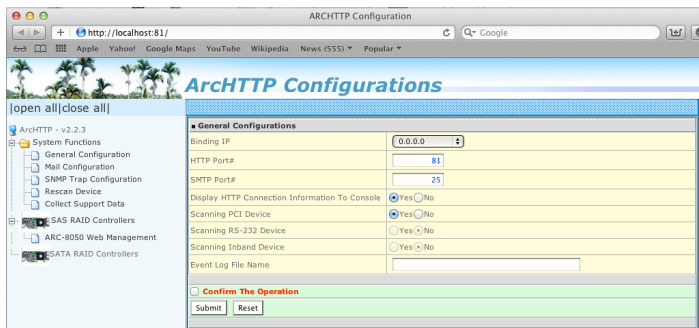 ARCHTTP Configuration
http://localhost:81/
Google
Apple Yahoo! Google Maps YouTube Wikipedia News (555) Popular
ArcHTTP Configurations
|open all|close all|
ArcHTTP - v2.2.3
System Functions
General Configuration
Mail Configuration
SNMP Trap Configuration
Rescan Device
Collect Support Data
SAS RAID Controllers
ARC-8050 Web Management
SATA RAID Controllers
General Configurations
Binding IP 0.0.0.0
HTTP Port# 81
SMTP Port# 25
Display HTTP Connection Information To Console Yes No
Scanning PCI Device Yes No
Scanning RS-232 Device Yes No
Scanning Inband Device Yes No
Event Log File Name
Confirm The Operation
Submit Reset